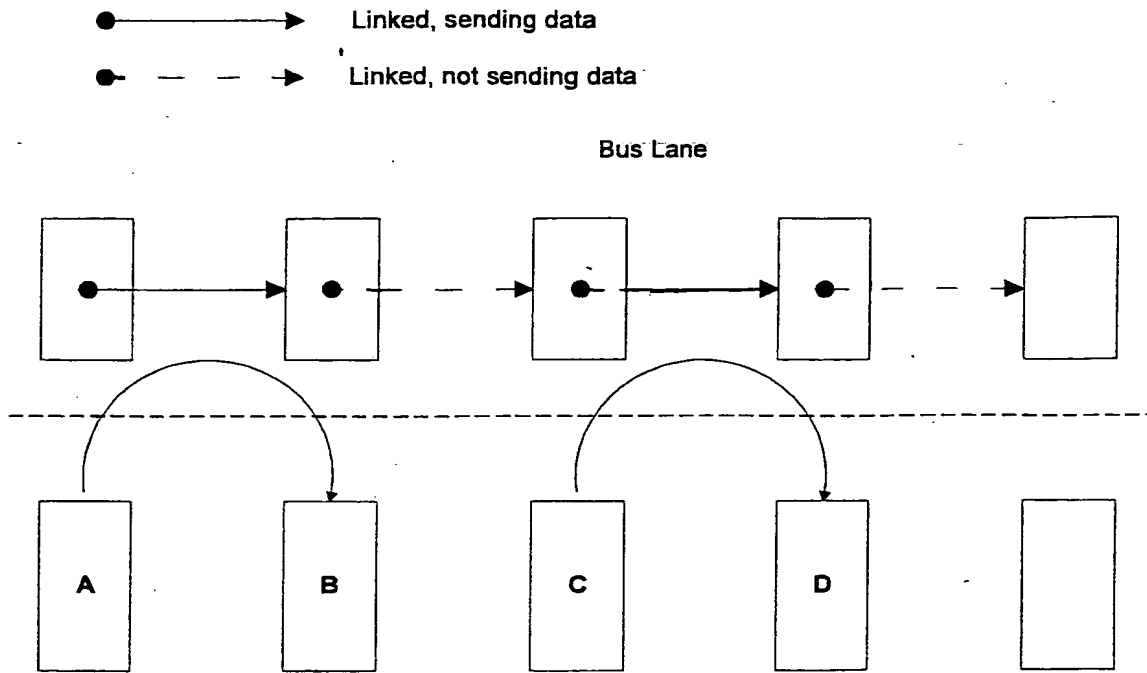 Linked, sending data
Linked, not sending data
Bus Lane
A
B
C
D